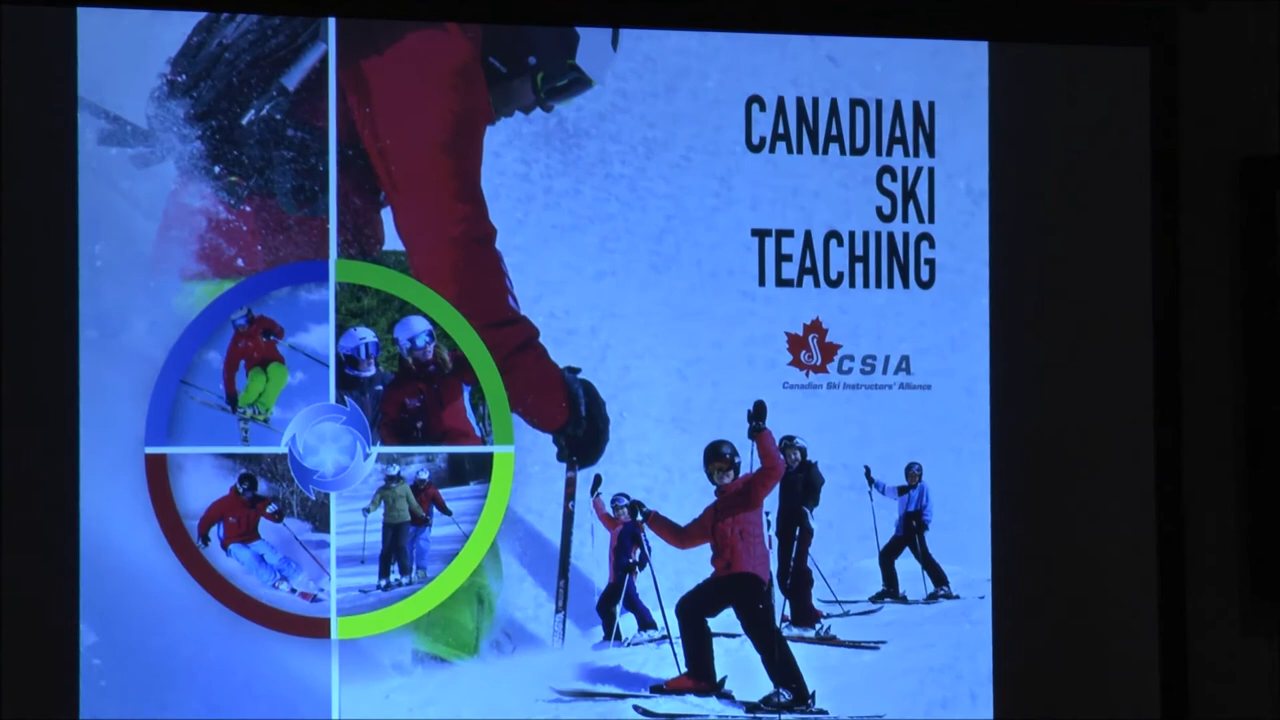 CANADIAN
SKI
TEACHING
CSIA
Canadian Ski Instructors' Alliance